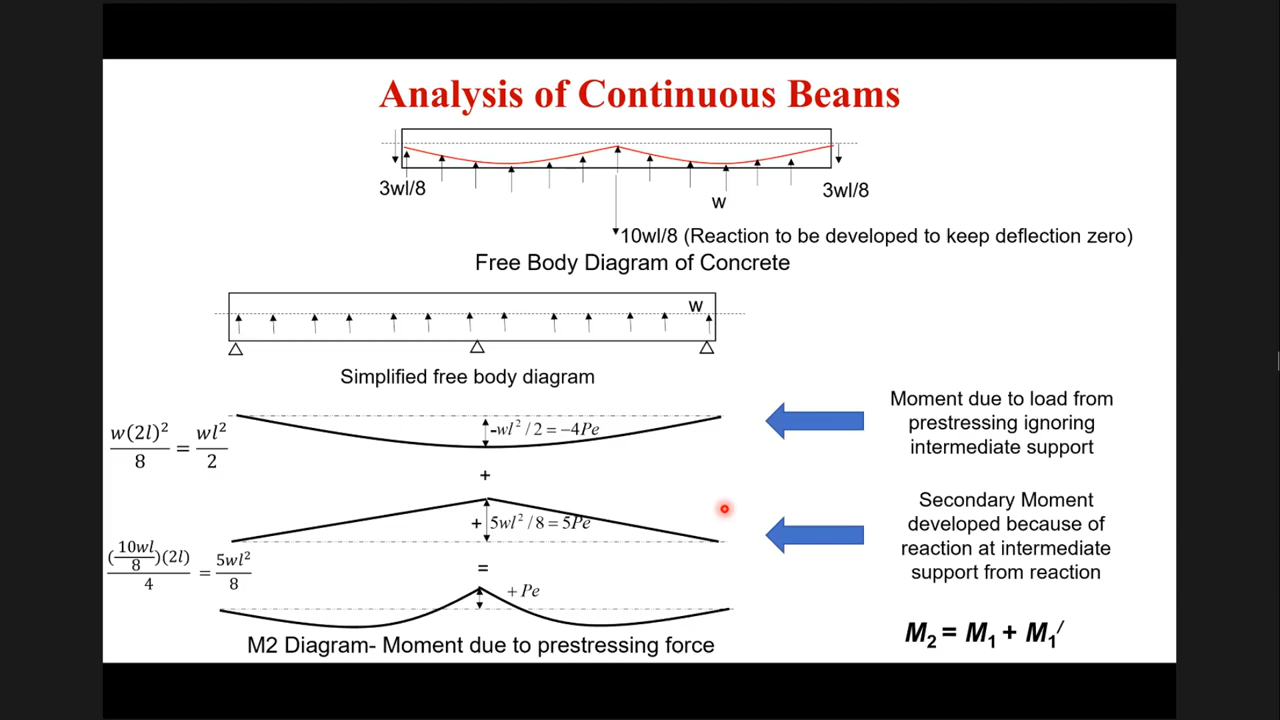 Analysis of Continuous Beams
3wl/8
3wl/8
w
10wl/8 (Reaction to be developed to keep deflection zero)
Free Body Diagram of Concrete
w
Simplified free body diagram
w(2l)²/8 = wl²/2
-wl²/2 = −4Pe
Moment due to load from
prestressing ignoring
intermediate support
+
(10wl/8)(2l)/4 = 5wl²/8
+ 5wl²/8 = 5Pe
Secondary Moment
developed because of
reaction at intermediate
support from reaction
=
+ Pe
M2 Diagram- Moment due to prestressing force
M₂ = M₁ + M₁′